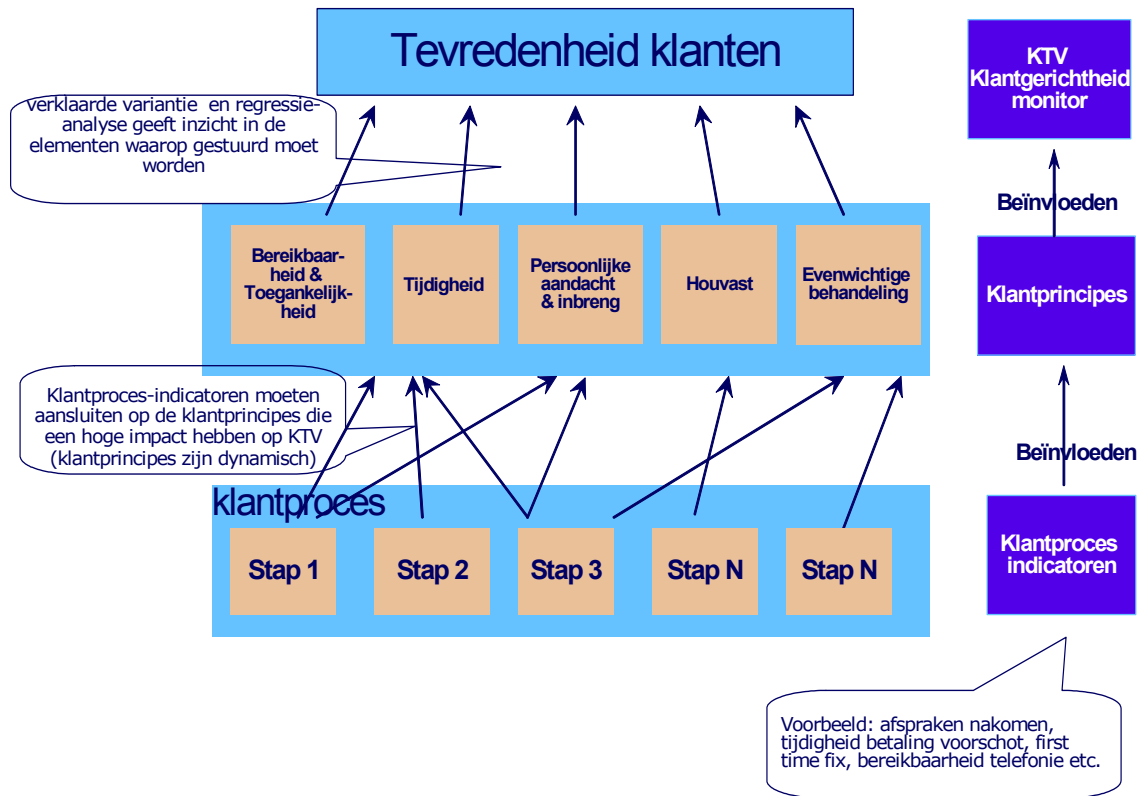 Tevredenheid klanten
KTV
Klantgerichtheid
monitor
verklaarde variantie en regressie-
analyse geeft inzicht in de
elementen waarop gestuurd moet
worden
Beïnvloeden
Bereikbaar-
heid &
Toegankelijk-
heid
Tijdigheid
Persoonlijke
aandacht
& inbreng
Houvast
Evenwichtige
behandeling
Klantprincipes
Klantproces-indicatoren moeten
aansluiten op de klantprincipes die
een hoge impact hebben op KTV
(klantprincipes zijn dynamisch)
Beïnvloeden
klantproces
Stap 1
Stap 2
Stap 3
Stap N
Stap N
Klantproces
indicatoren
Voorbeeld: afspraken nakomen,
tijdigheid betaling voorschot, first
time fix, bereikbaarheid telefonie etc.